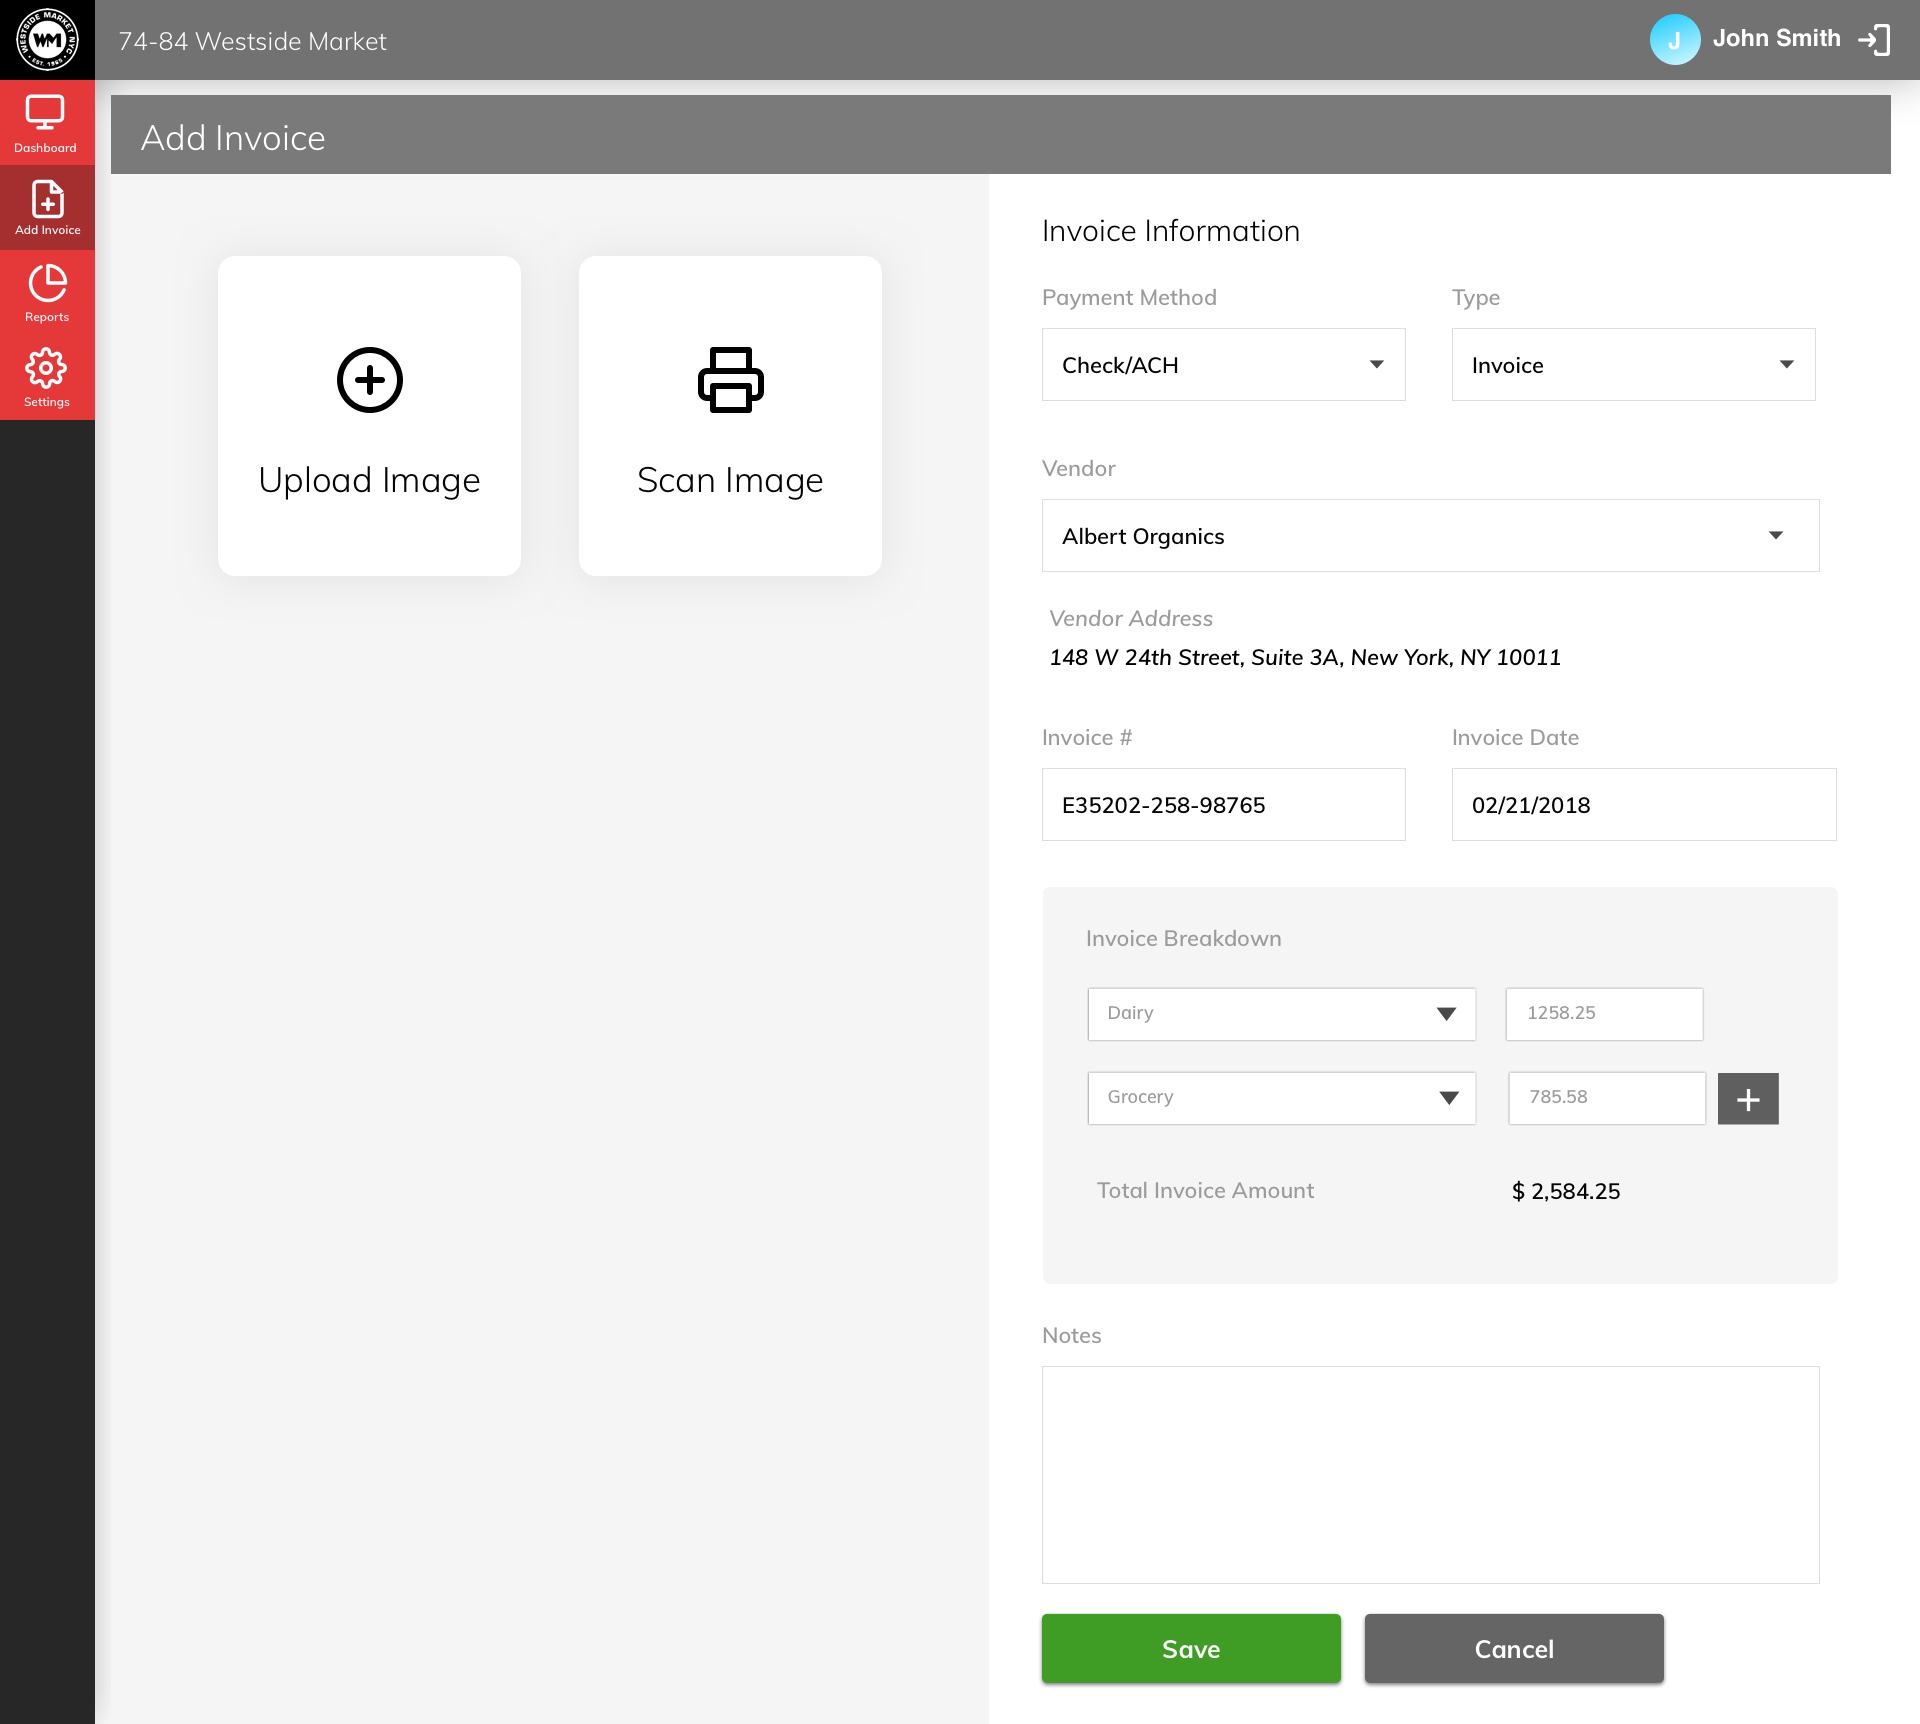 WESTSIDE MARKET NYC
WM
EST. 1965
74-84 Westside Market
J
John Smith
Dashboard
Add Invoice
Reports
Settings
Add Invoice
Upload Image
Scan Image
Invoice Information
Payment Method
Type
Check/ACH
Invoice
Vendor
Albert Organics
Vendor Address
148 W 24th Street, Suite 3A, New York, NY 10011
Invoice #
Invoice Date
E35202-258-98765
02/21/2018
Invoice Breakdown
Dairy
1258.25
Grocery
785.58
Total Invoice Amount
$ 2,584.25
Notes
Save
Cancel